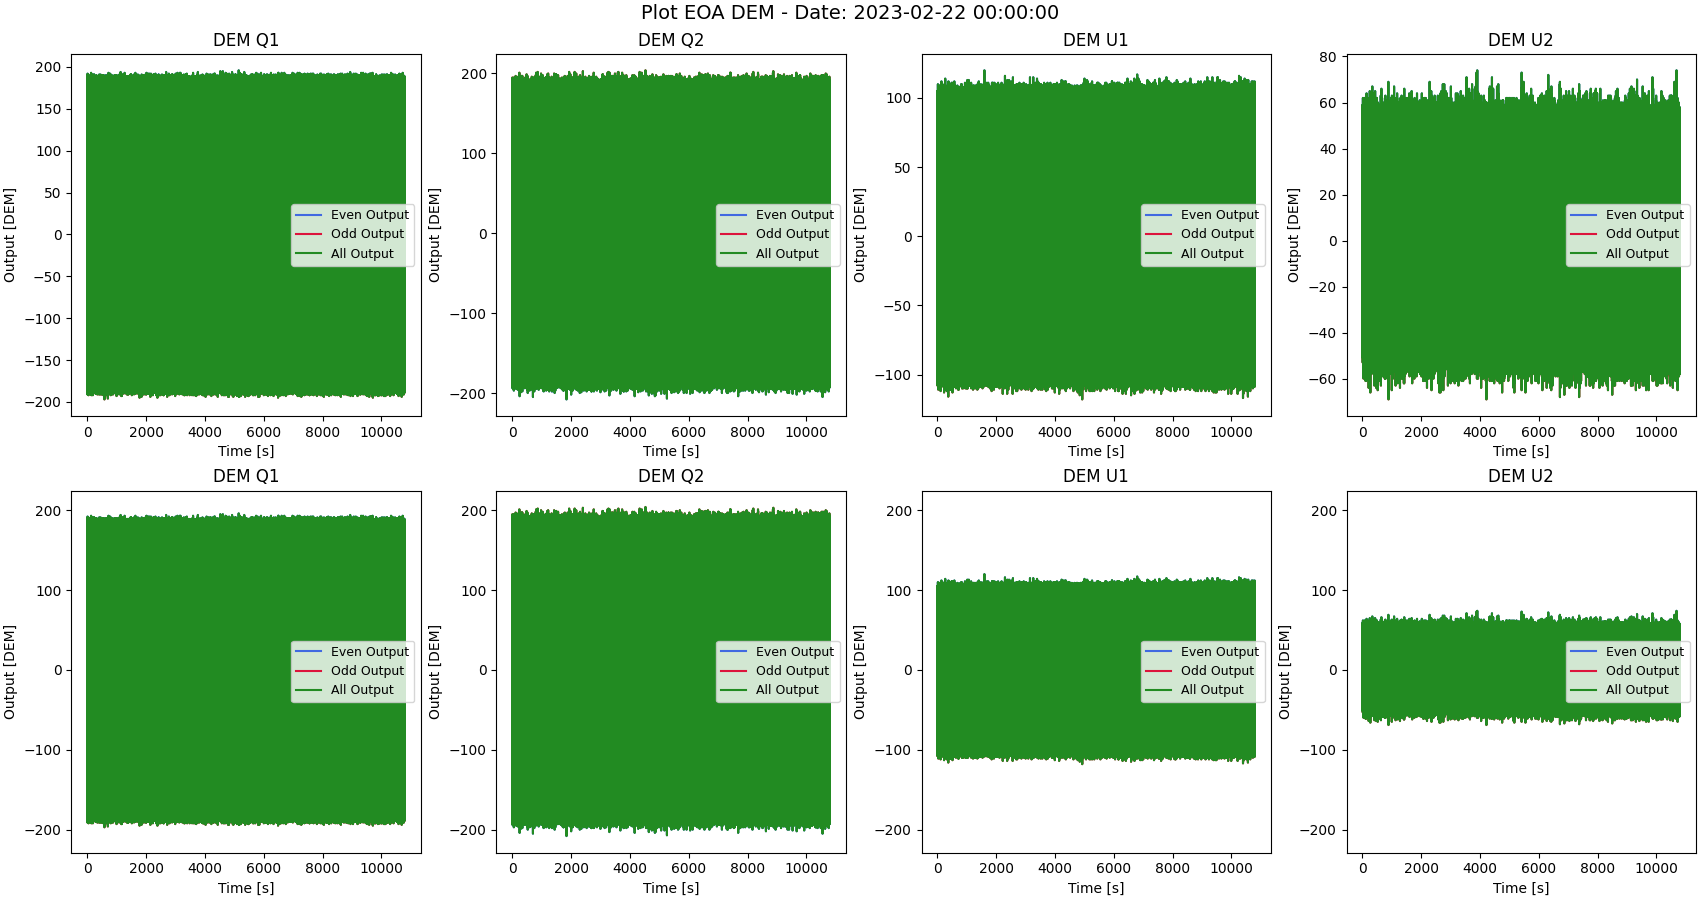 Plot EOA DEM - Date: 2023-02-22 00:00:00
DEM Q1
Output [DEM]
200
150
100
50
0
−50
−100
−150
−200
Even Output
Odd Output
All Output
0 2000 4000 6000 8000 10000
Time [s]
DEM Q2
Output [DEM]
200
100
0
−100
−200
Even Output
Odd Output
All Output
0 2000 4000 6000 8000 10000
Time [s]
DEM U1
Output [DEM]
100
50
0
−50
−100
Even Output
Odd Output
All Output
0 2000 4000 6000 8000 10000
Time [s]
DEM U2
Output [DEM]
80
60
40
20
0
−20
−40
−60
Even Output
Odd Output
All Output
0 2000 4000 6000 8000 10000
Time [s]
DEM Q1
Output [DEM]
200
100
0
−100
−200
Even Output
Odd Output
All Output
0 2000 4000 6000 8000 10000
Time [s]
DEM Q2
Output [DEM]
200
100
0
−100
−200
Even Output
Odd Output
All Output
0 2000 4000 6000 8000 10000
Time [s]
DEM U1
Output [DEM]
200
100
0
−100
−200
Even Output
Odd Output
All Output
0 2000 4000 6000 8000 10000
Time [s]
DEM U2
Output [DEM]
200
100
0
−100
−200
Even Output
Odd Output
All Output
0 2000 4000 6000 8000 10000
Time [s]